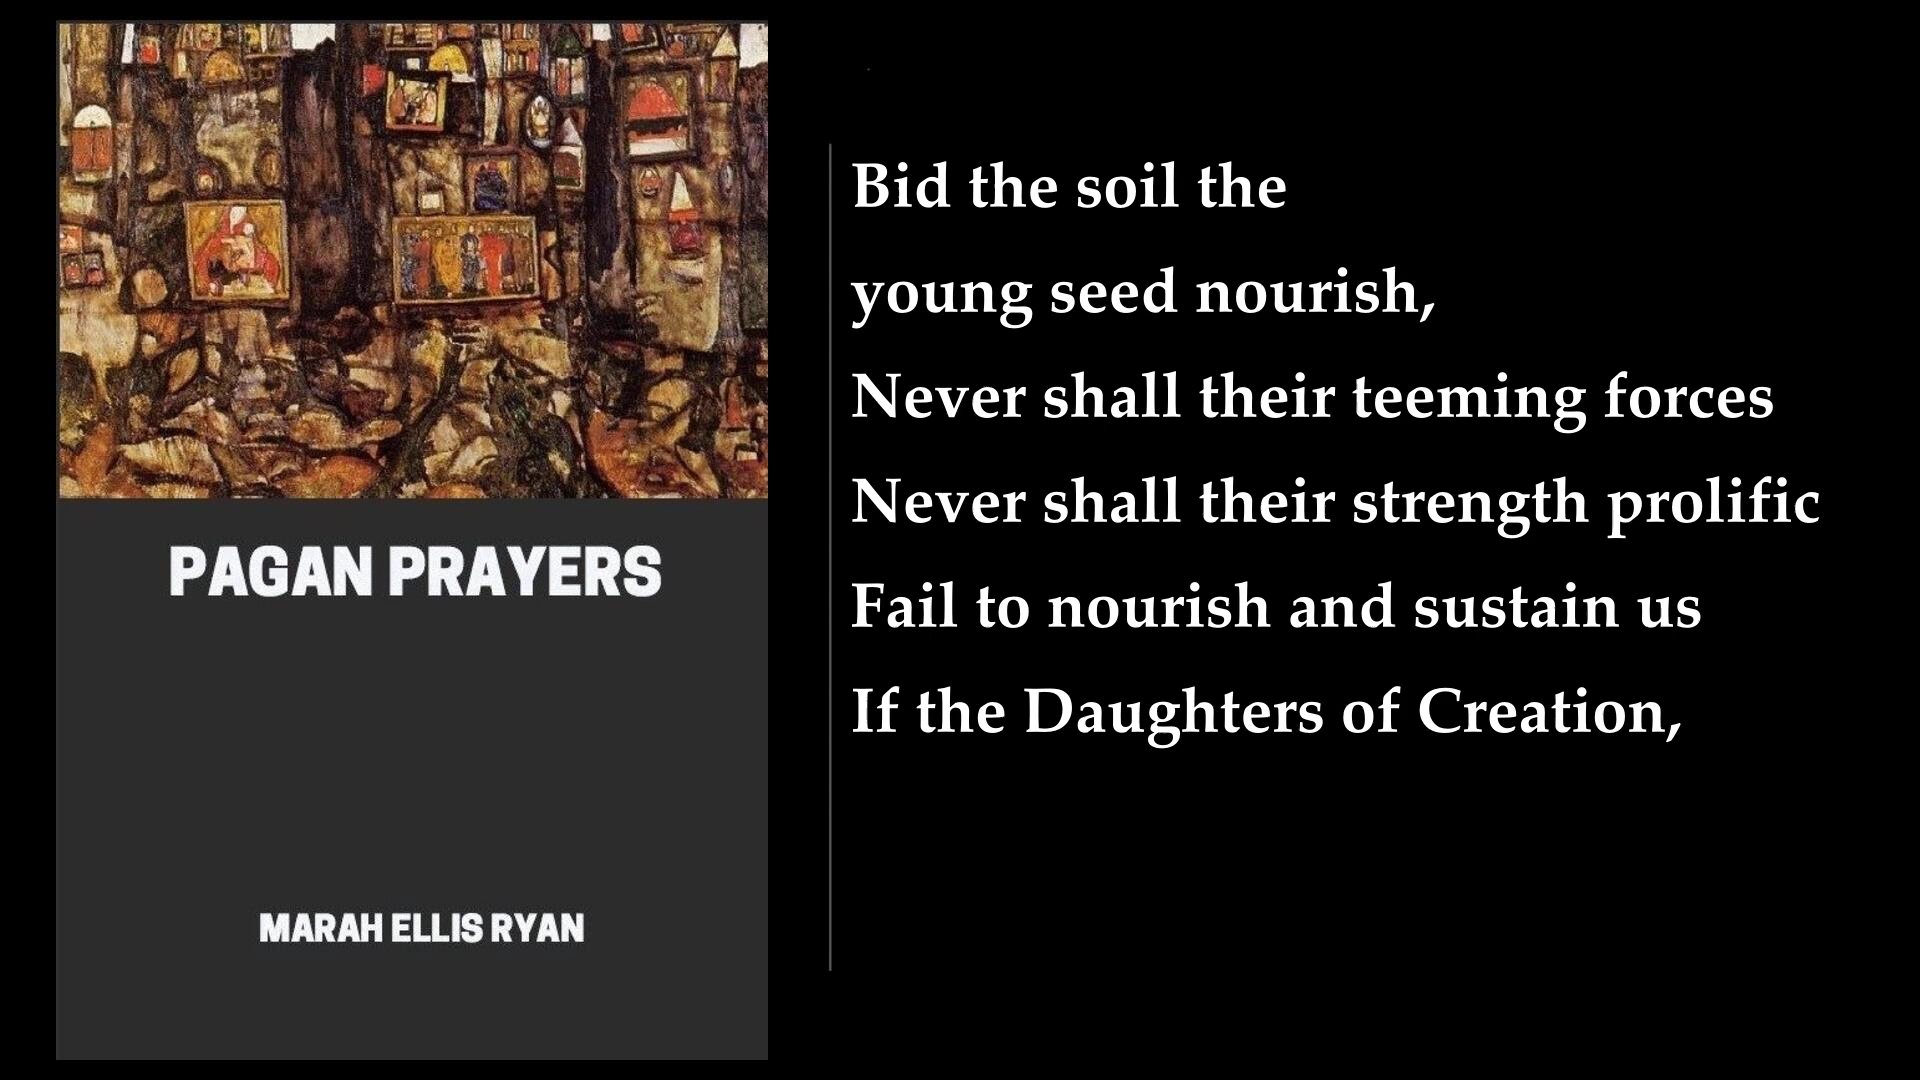 PAGAN PRAYERS
MARAH ELLIS RYAN
Bid the soil the
young seed nourish,
Never shall their teeming forces
Never shall their strength prolific
Fail to nourish and sustain us
If the Daughters of Creation,